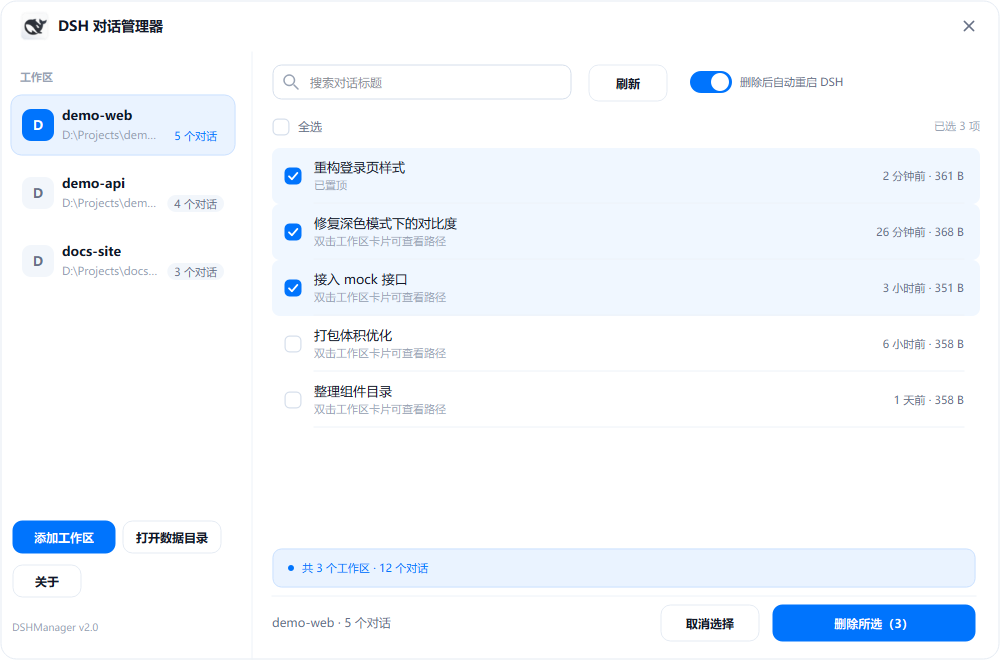 DSH 对话管理器
工作区
D
demo-web
D:\Projects\dem...
5 个对话
D
demo-api
D:\Projects\dem...
4 个对话
D
docs-site
D:\Projects\docs...
3 个对话
添加工作区
打开数据目录
关于
DSHManager v2.0
搜索对话标题
刷新
删除后自动重启 DSH
全选
已选 3 项
重构登录页样式
已置顶
2 分钟前 · 361 B
修复深色模式下的对比度
双击工作区卡片可查看路径
26 分钟前 · 368 B
接入 mock 接口
双击工作区卡片可查看路径
3 小时前 · 351 B
打包体积优化
双击工作区卡片可查看路径
6 小时前 · 358 B
整理组件目录
双击工作区卡片可查看路径
1 天前 · 358 B
共 3 个工作区 · 12 个对话
demo-web · 5 个对话
取消选择
删除所选（3）